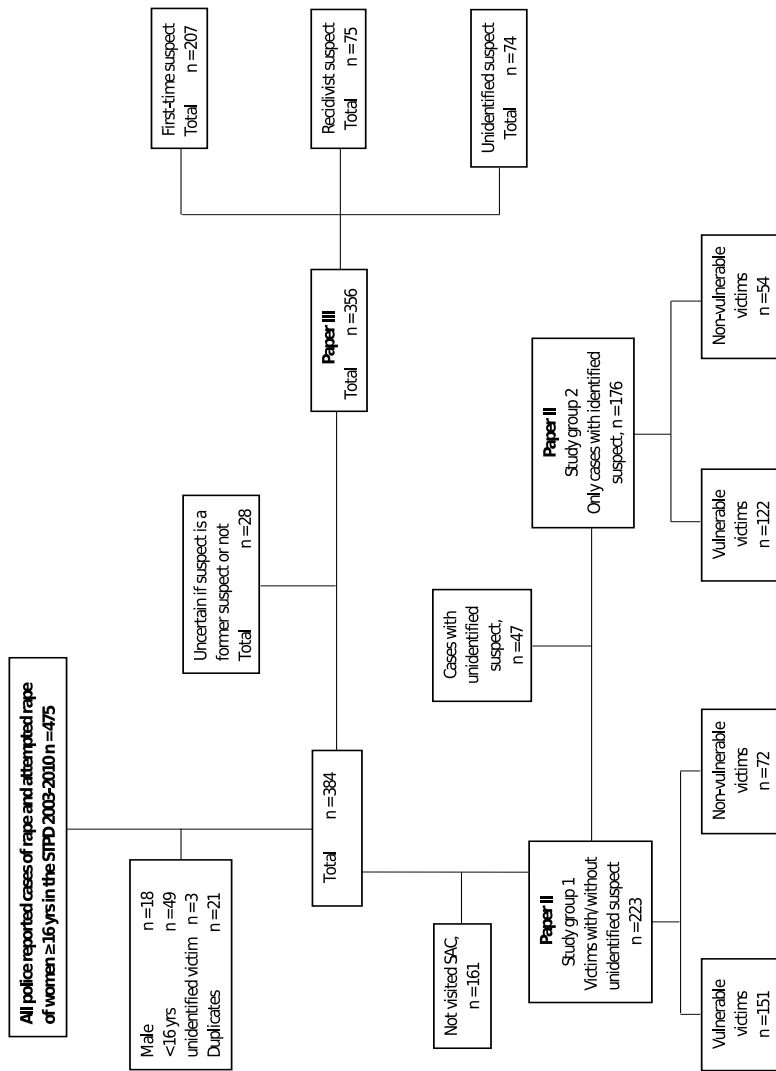 All police reported cases of rape and attempted rape
of women ≥ 16 yrs in the STPD 2003-2010 n = 475
Male n = 18
<16 yrs n = 49
unidentified victim n = 3
Duplicates n = 21
Total n = 384
Uncertain if suspect is a
former suspect or not
Total n = 28
Paper III
Total n = 356
First-time suspect
Total n = 207
Recidivist suspect
Total n = 75
Unidentified suspect
Total n = 74
Not visited SAC,
n = 161
Paper II
Study group 1
Victims with/without
unidentified suspect
n = 223
Cases with
unidentified
suspect,
n = 47
Paper II
Study group 2
Only cases with identified
suspect, n = 176
Vulnerable
victims
n = 151
Non-vulnerable
victims
n = 72
Vulnerable
victims
n = 122
Non-vulnerable
victims
n = 54